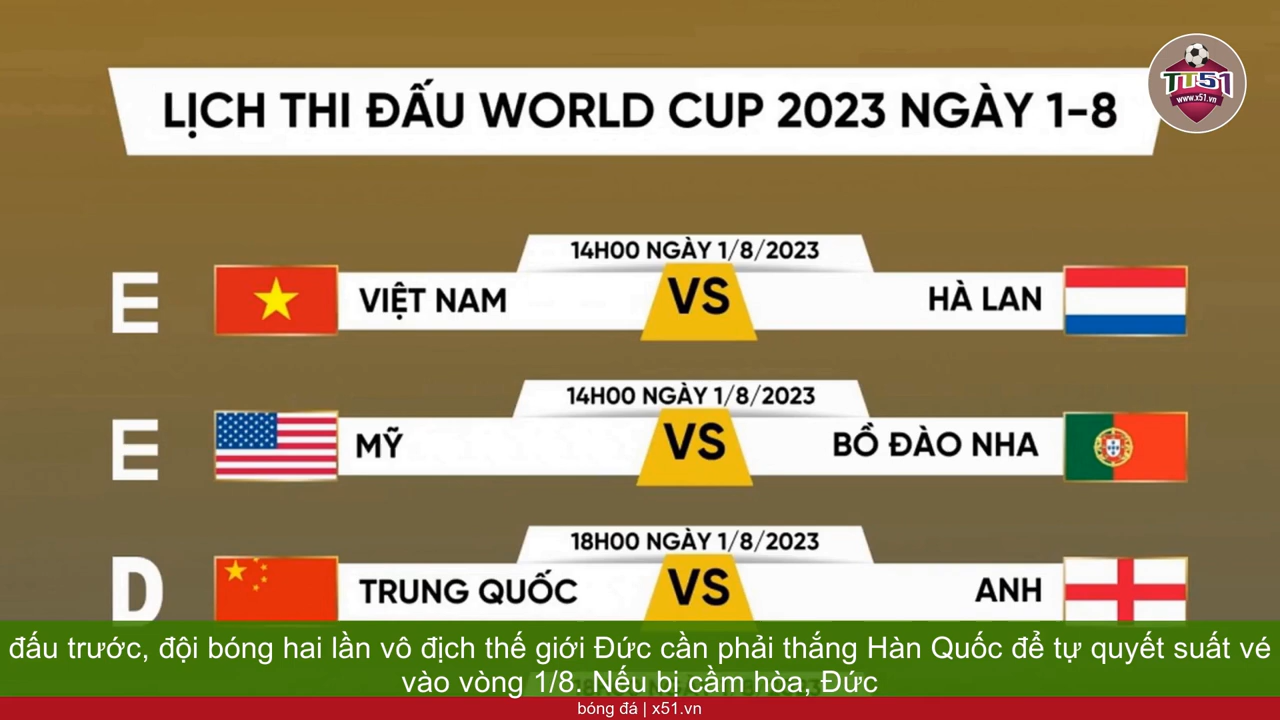 LỊCH THI ĐẤU WORLD CUP 2023 NGÀY 1-8
TT51
www.x51.vn
14H00 NGÀY 1/8/2023
E VIỆT NAM VS HÀ LAN
14H00 NGÀY 1/8/2023
E MỸ VS BỒ ĐÀO NHA
18H00 NGÀY 1/8/2023
D TRUNG QUỐC VS ANH
đấu trước, đội bóng hai lần vô địch thế giới Đức cần phải thắng Hàn Quốc để tự quyết suất vé
vào vòng 1/8. Nếu bị cầm hòa, Đức
bóng đá | x51.vn